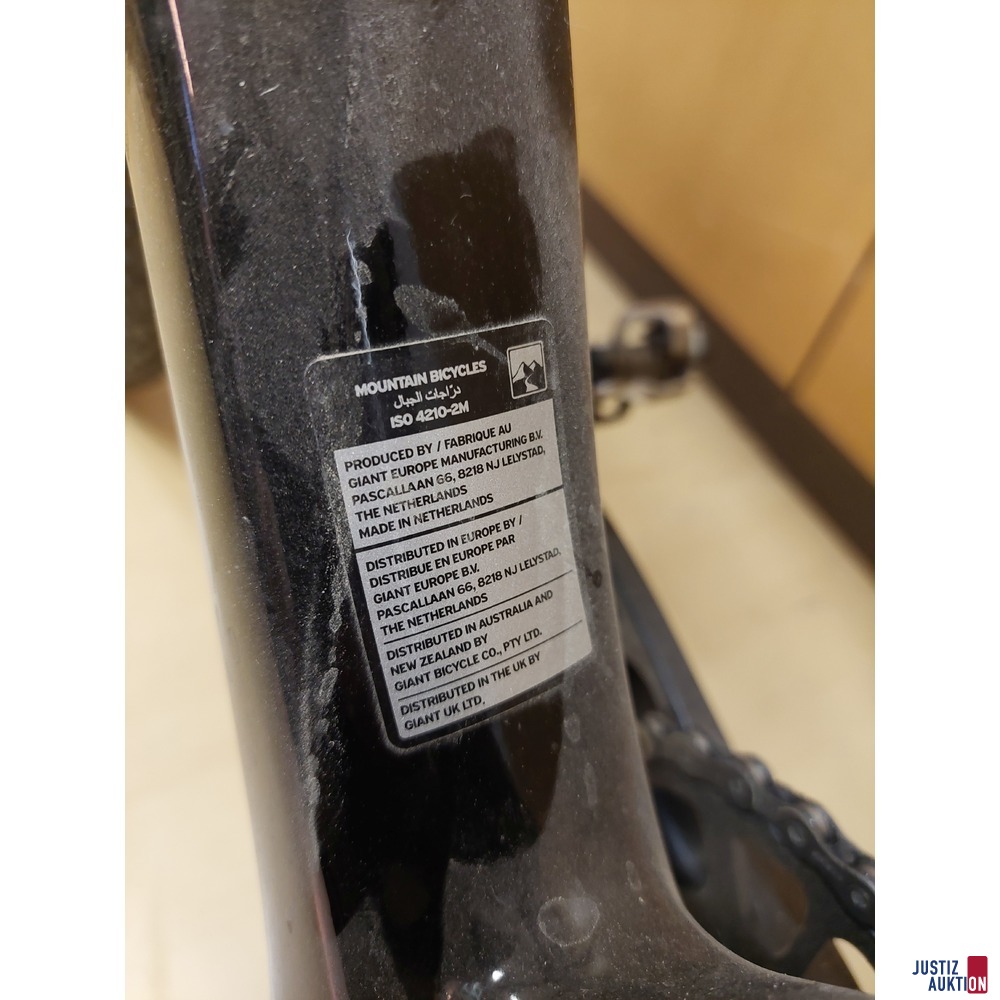 MOUNTAIN BICYCLES
درّاجات الجبال
ISO 4210-2M
PRODUCED BY / FABRIQUE AU
GIANT EUROPE MANUFACTURING B.V.
PASCALLAAN 66, 8218 NJ LELYSTAD,
THE NETHERLANDS
MADE IN NETHERLANDS
DISTRIBUTED IN EUROPE BY /
DISTRIBUE EN EUROPE PAR
GIANT EUROPE B.V.
PASCALLAAN 66, 8218 NJ LELYSTAD,
THE NETHERLANDS
DISTRIBUTED IN AUSTRALIA AND
NEW ZEALAND BY
GIANT BICYCLE CO., PTY LTD.
DISTRIBUTED IN THE UK BY
GIANT UK LTD.
JUSTIZ
AUKTION